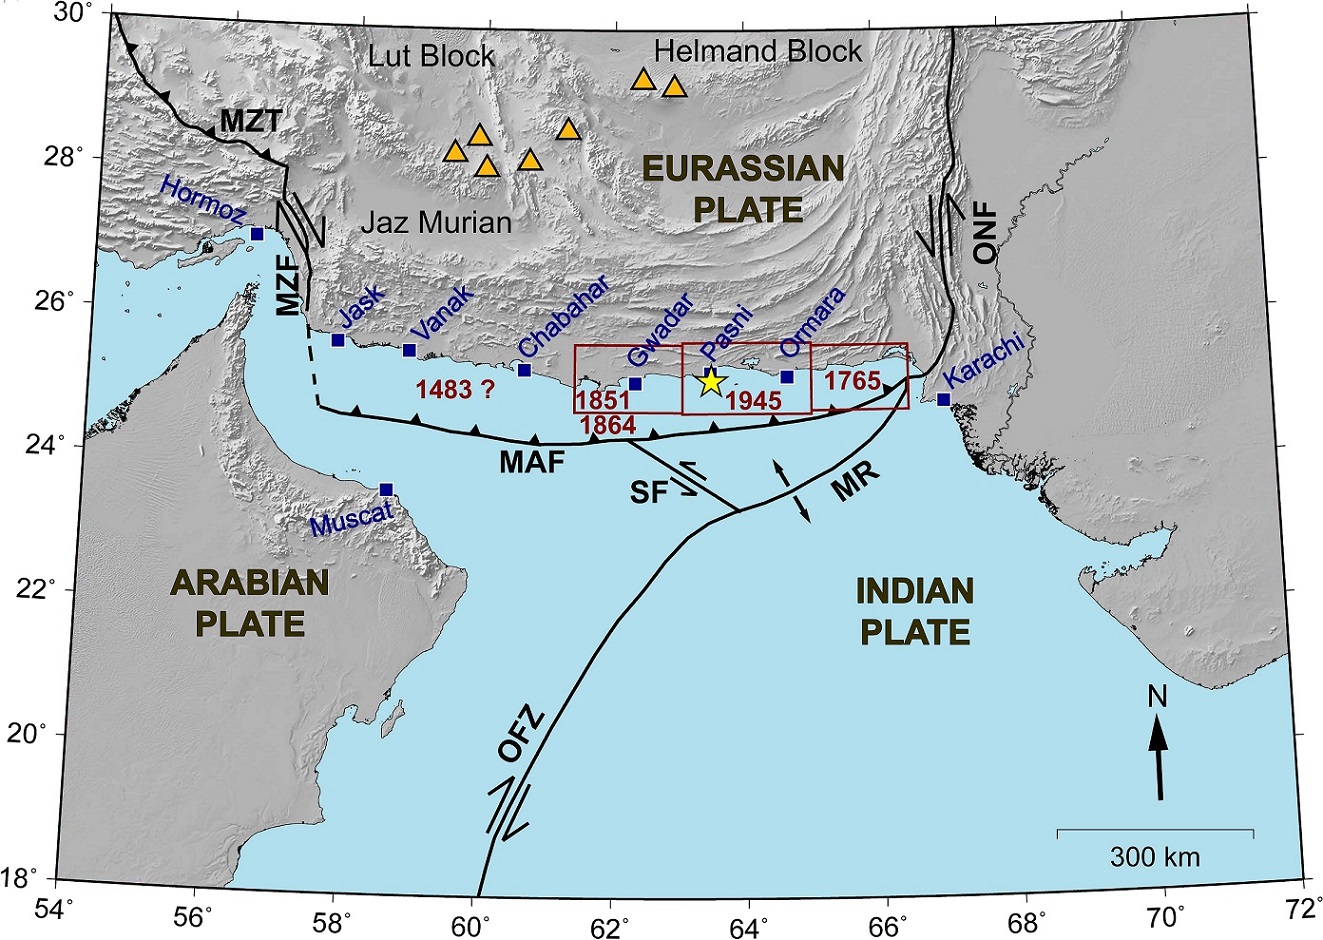 30°
Lut Block
Helmand Block
MZT
28°
EURASSIAN
PLATE
Hormoz
Jaz Murian
ONF
MZF
26°
Jask
Vanak
Chabahar
Gwadar
Pasni
Ormara
Karachi
1483 ?
1851
1864
1945
1765
24°
MAF
SF
MR
Muscat
ARABIAN
PLATE
INDIAN
PLATE
22°
N
20°
OFZ
300 km
18°
54°
56°
58°
60°
62°
64°
66°
68°
70°
72°